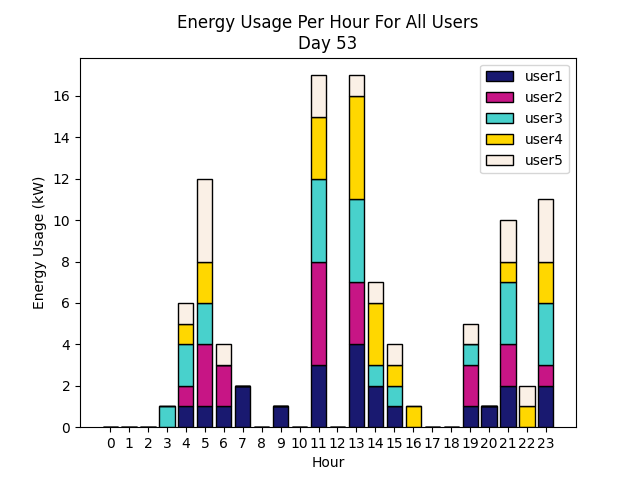 Energy Usage Per Hour For All Users
Day 53
user1
user2
user3
user4
user5
Energy Usage (kW)
16
14
12
10
8
6
4
2
0
0 1 2 3 4 5 6 7 8 9 10 11 12 13 14 15 16 17 18 19 20 21 22 23
Hour